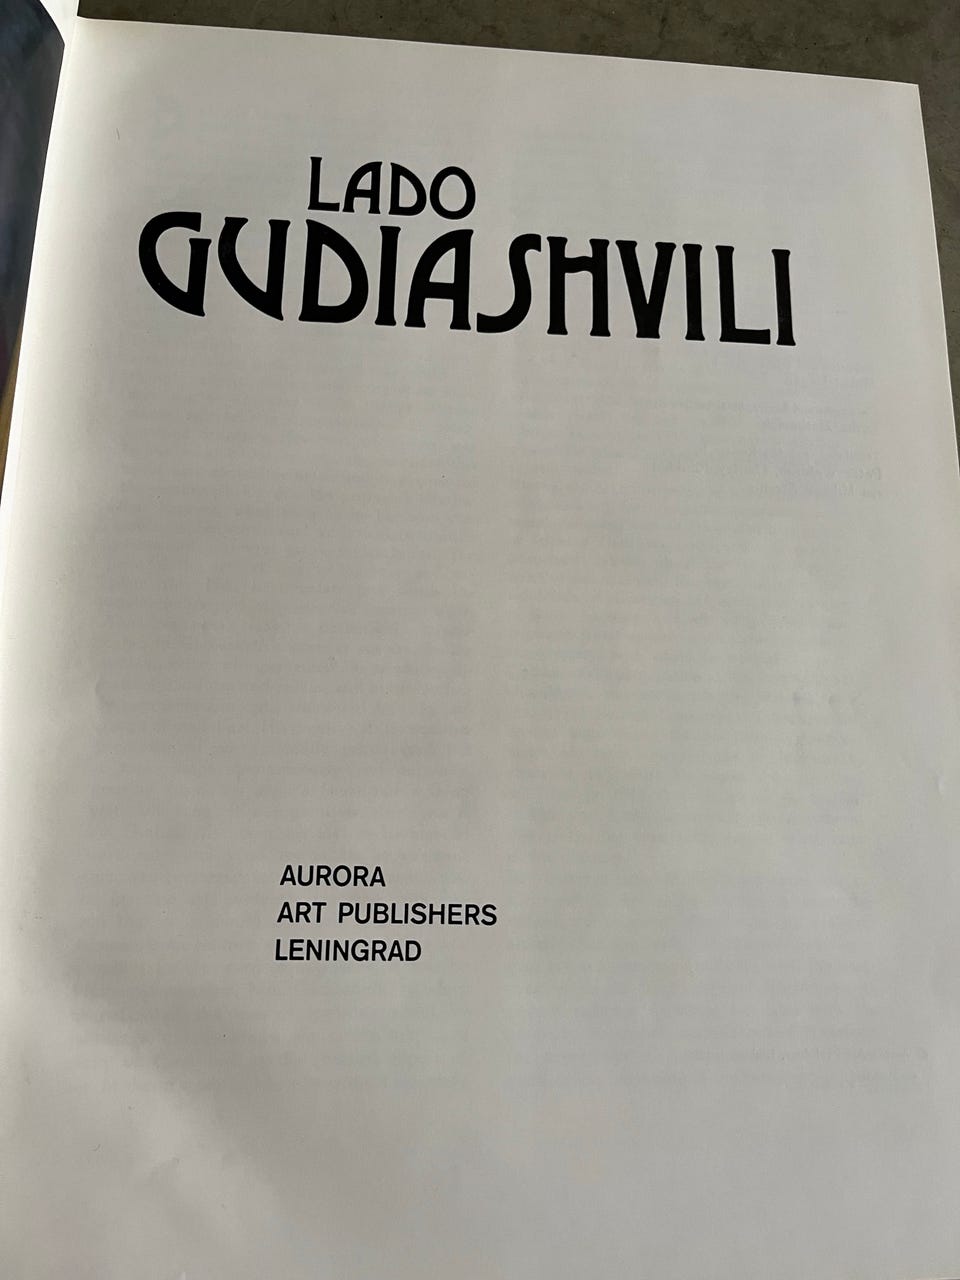 LADO
GUDIASHVILI
AURORA
ART PUBLISHERS
LENINGRAD